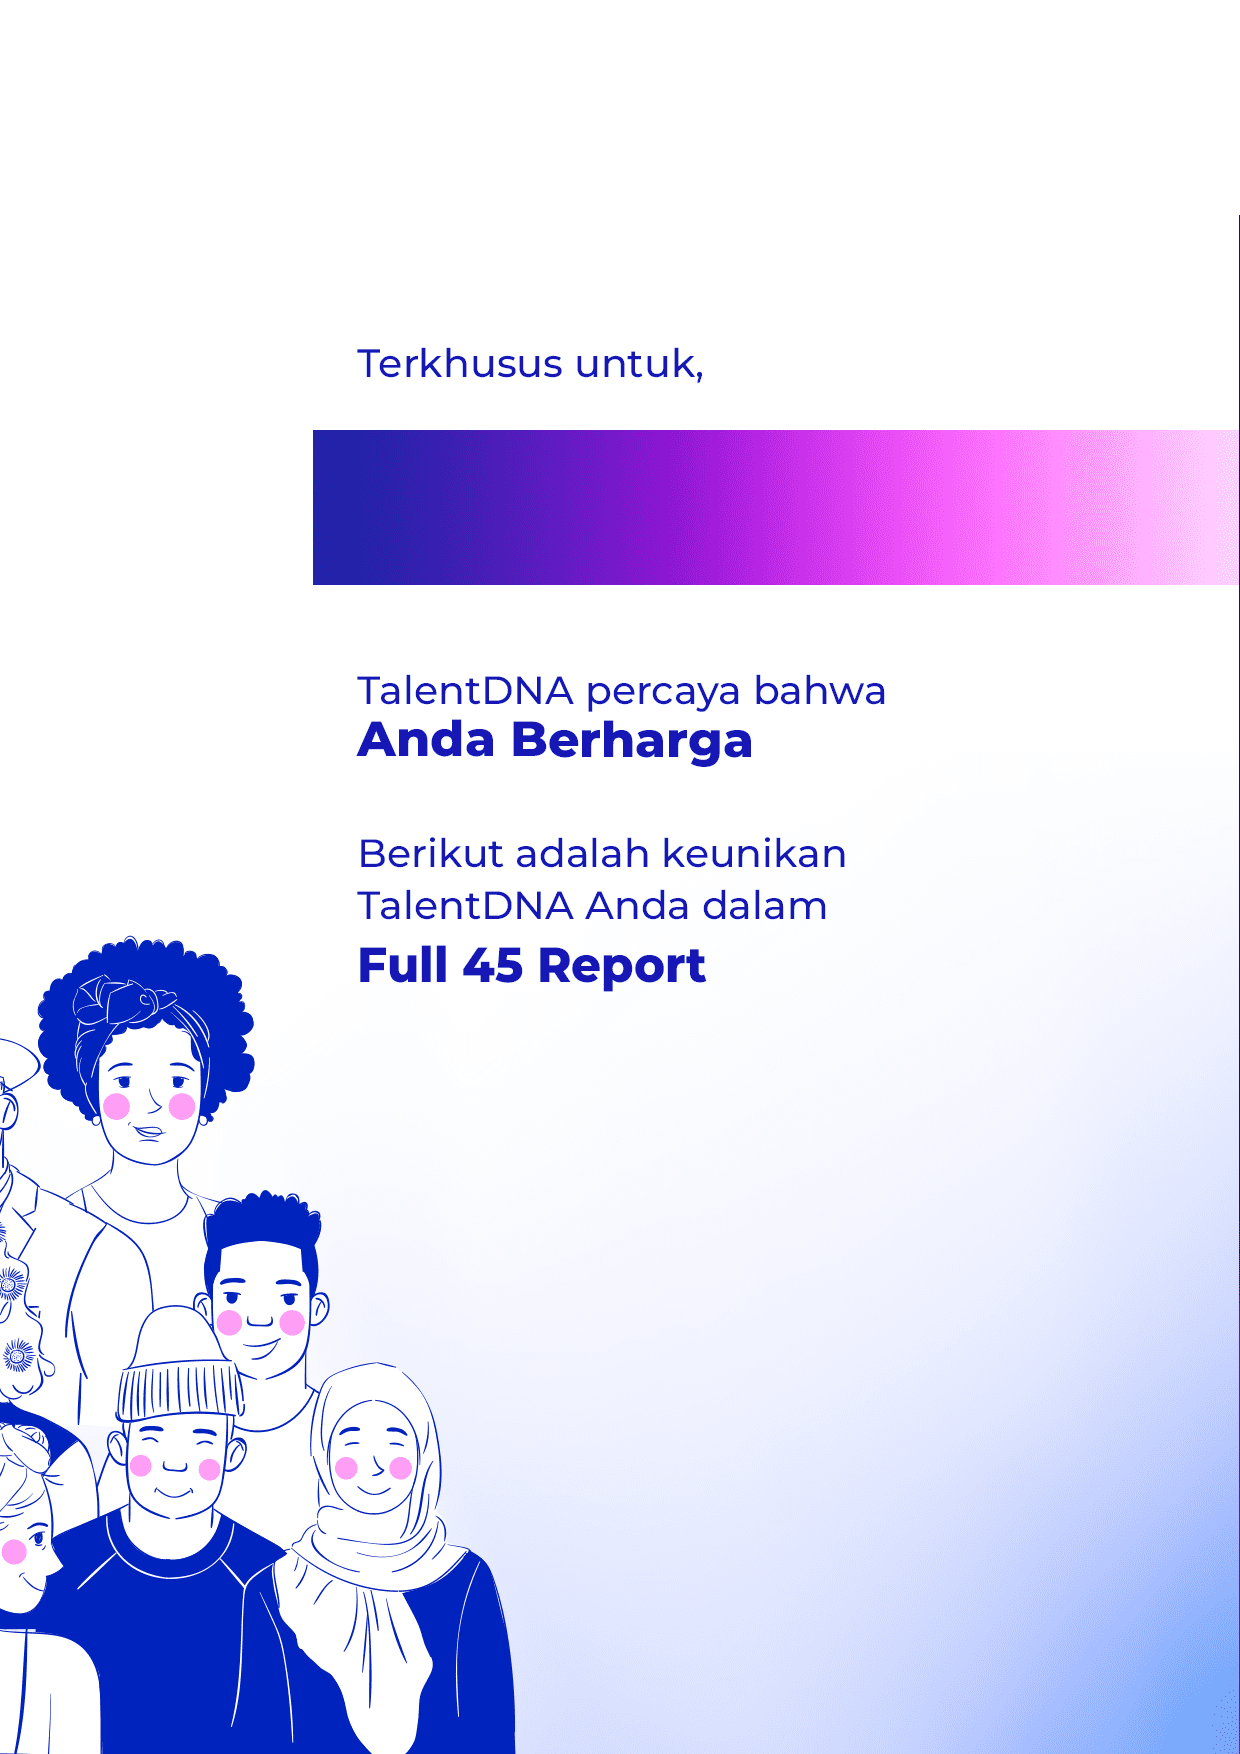 Terkhusus untuk,
TalentDNA percaya bahwa
Anda Berharga
Berikut adalah keunikan
TalentDNA Anda dalam
Full 45 Report